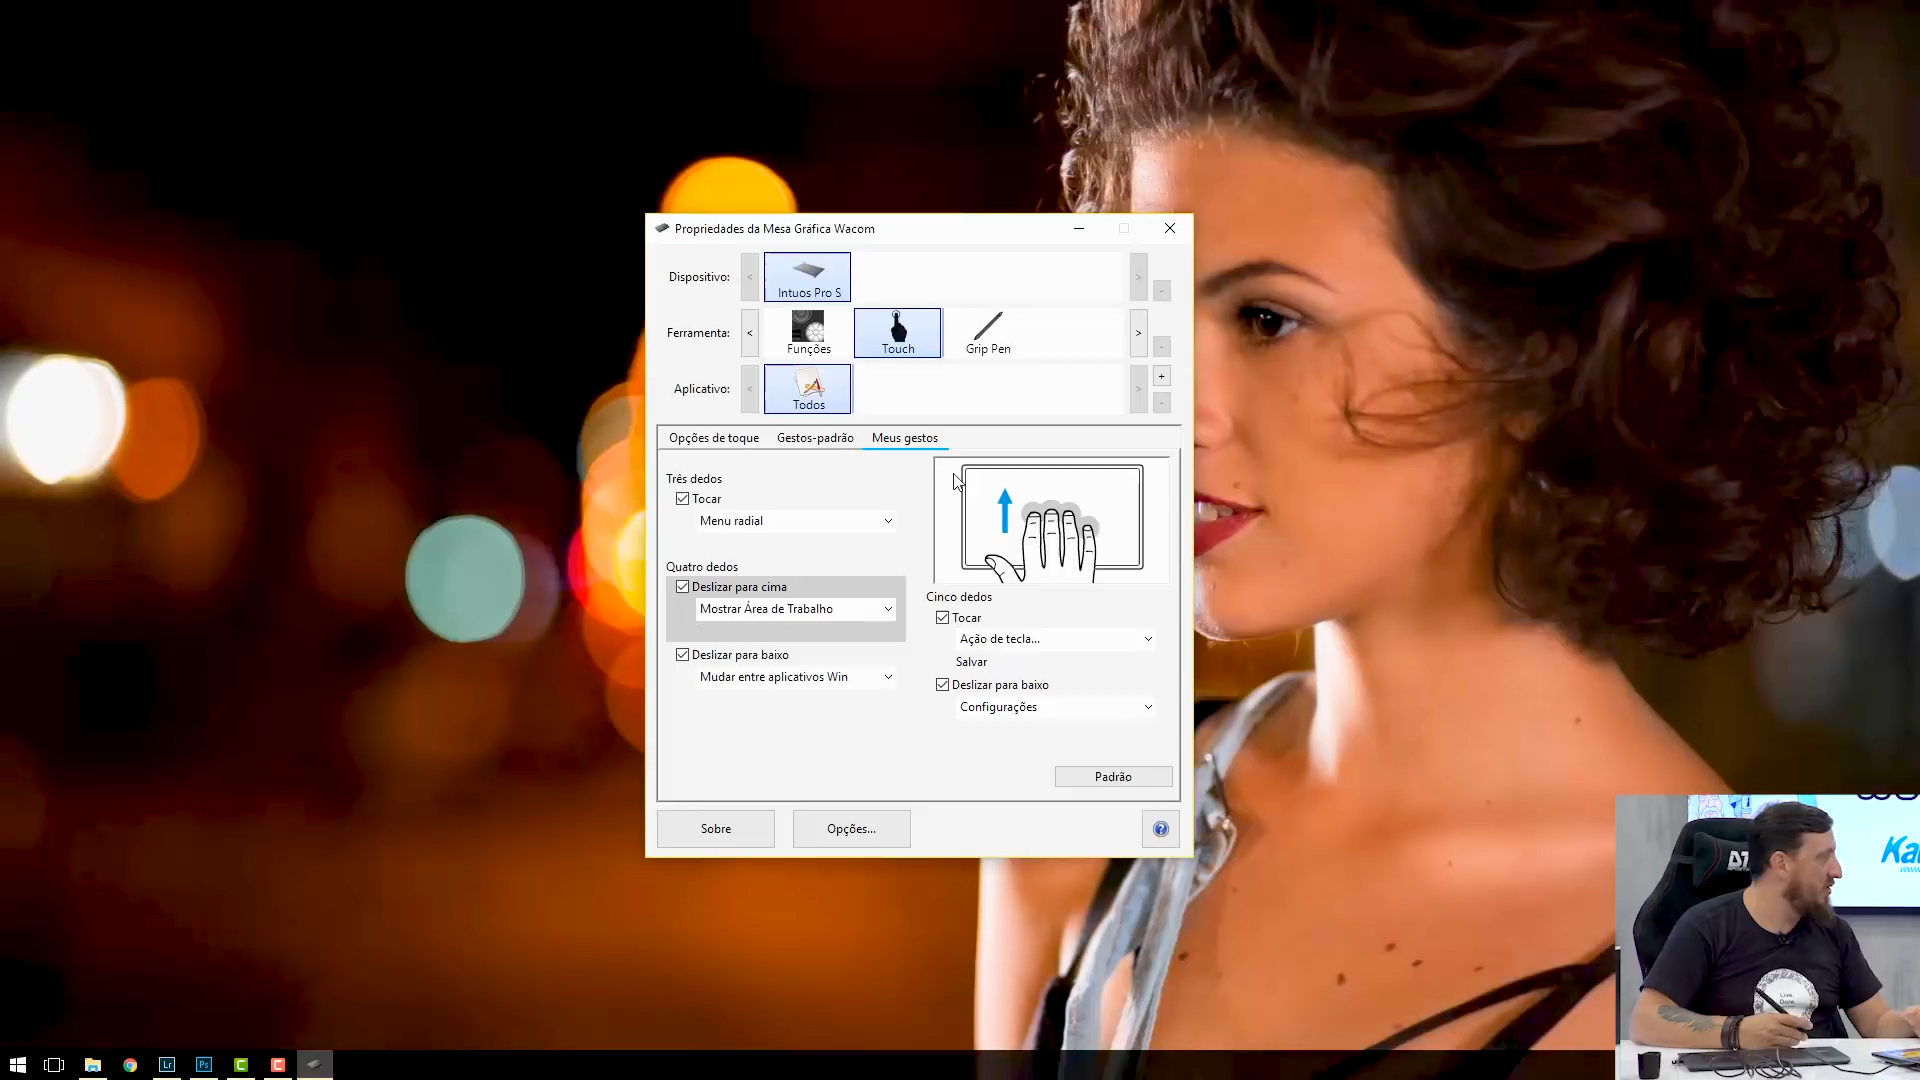 Propriedades da Mesa Gráfica Wacom
Dispositivo:
Intuos Pro S
Ferramenta:
Funções
Touch
Grip Pen
Aplicativo:
Todos
Opções de toque
Gestos-padrão
Meus gestos
Três dedos
Tocar
Menu radial
Quatro dedos
Deslizar para cima
Mostrar Área de Trabalho
Deslizar para baixo
Mudar entre aplicativos Win
Cinco dedos
Tocar
Ação de tecla...
Salvar
Deslizar para baixo
Configurações
Padrão
Sobre
Opções...
Lr
Ps